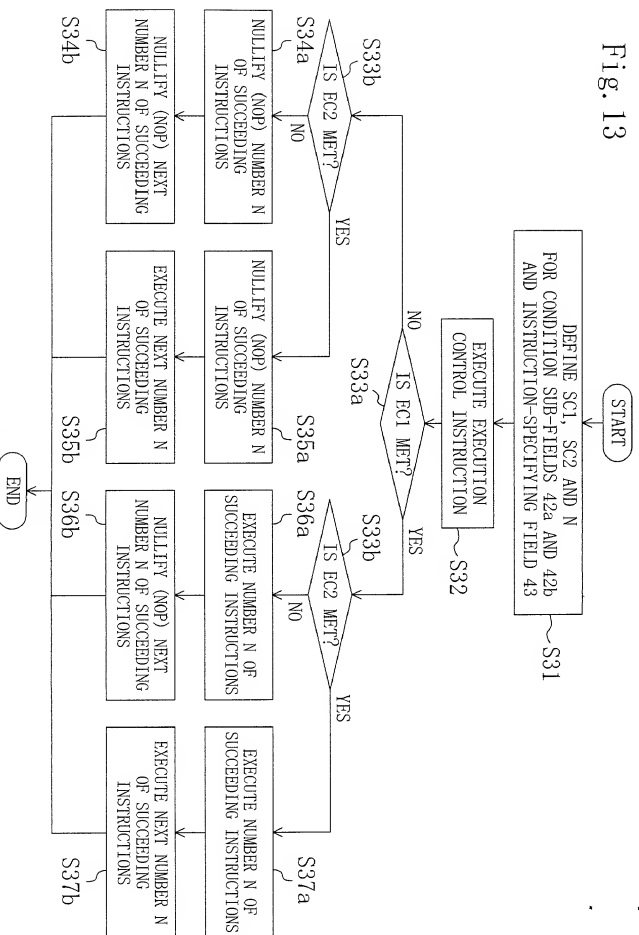 Fig. 13
START
DEFINE SC1, SC2 AND N
FOR CONDITION SUB-FIELDS 42a AND 42b
AND INSTRUCTION-SPECIFYING FIELD 43
S31
EXECUTE EXECUTION
CONTROL INSTRUCTION
S32
IS EC1 MET?
S33a
NO
YES
S33b
IS EC2 MET?
NO
YES
S33b
IS EC2 MET?
NO
YES
S34a
NULLIFY (NOP) NUMBER N
OF SUCCEEDING
INSTRUCTIONS
S35a
NULLIFY (NOP) NUMBER N
OF SUCCEEDING
INSTRUCTIONS
S36a
EXECUTE NUMBER N OF
SUCCEEDING INSTRUCTIONS
S37a
EXECUTE NUMBER N OF
SUCCEEDING INSTRUCTIONS
S34b
NULLIFY (NOP) NEXT
NUMBER N OF SUCCEEDING
INSTRUCTIONS
S35b
EXECUTE NEXT NUMBER N
OF SUCCEEDING
INSTRUCTIONS
S36b
NULLIFY (NOP) NEXT
NUMBER N OF SUCCEEDING
INSTRUCTIONS
S37b
EXECUTE NEXT NUMBER N
OF SUCCEEDING
INSTRUCTIONS
END